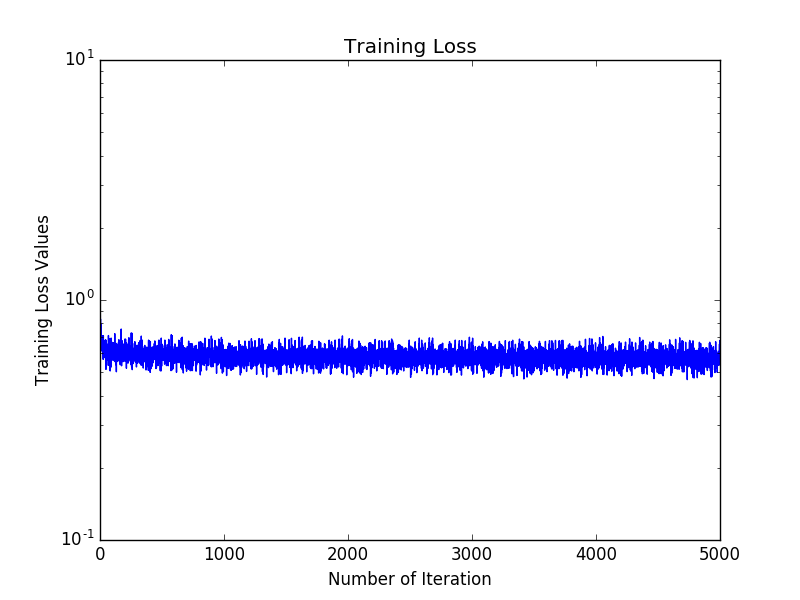 Training Loss
10^1
10^0
10^-1
Training Loss Values
0 1000 2000 3000 4000 5000
Number of Iteration